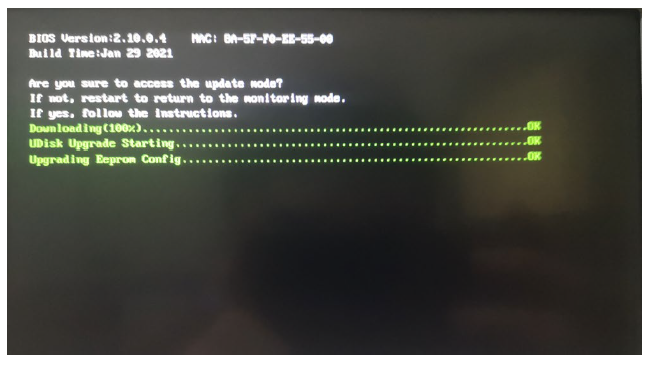 BIOS Version:2.10.0.4 MAC: 8A-5F-F0-EE-55-00
Build Time:Jan 29 2021
Are you sure to access the update mode?
If not, restart to return to the monitoring mode.
If yes, follow the instructions.
Downloading(100%)..........................................................OK
UDisk Upgrade Starting.....................................................OK
Upgrading Eeprom Config....................................................OK